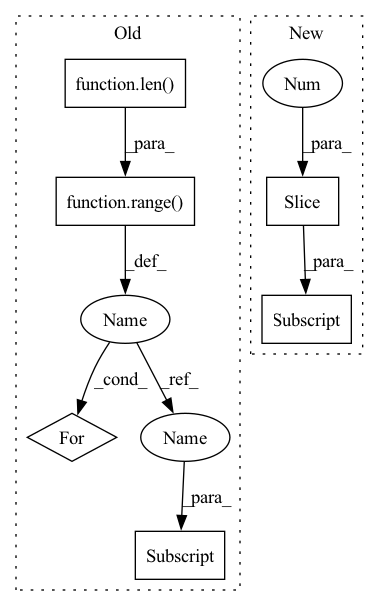 Old
New
function.len()
Num
_para_
_para_
function.range()
Slice
_def_
_para_
Name
Subscript
_cond_
_ref_
For
Name
_para_
Subscript